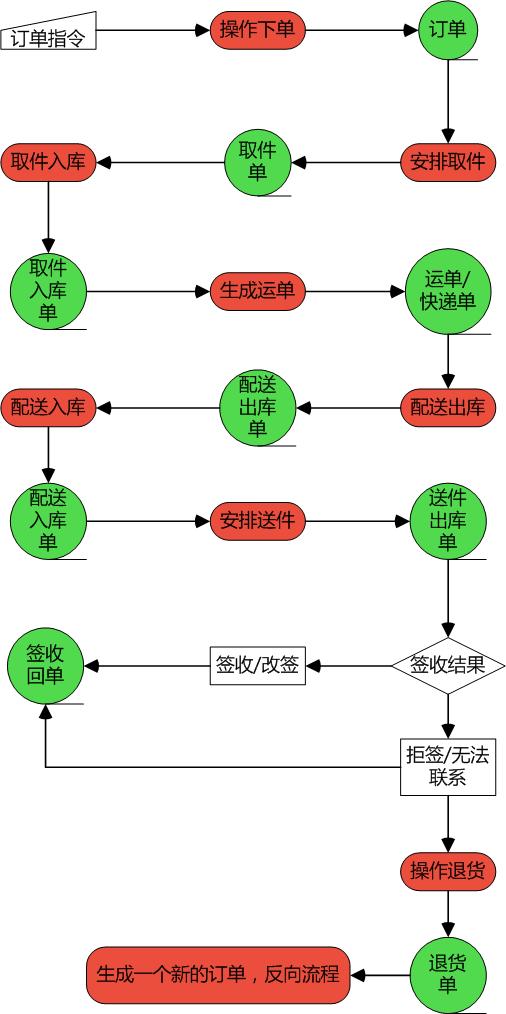 订单指令
操作下单
订单
取件入库
取件
单
安排取件
取件
入库
单
生成运单
运单/
快递单
配送入库
配送
出库
单
配送出库
配送
入库
单
安排送件
送件
出库
单
签收
回单
签收/改签
签收结果
拒签/无法
联系
操作退货
生成一个新的订单，反向流程
退货
单